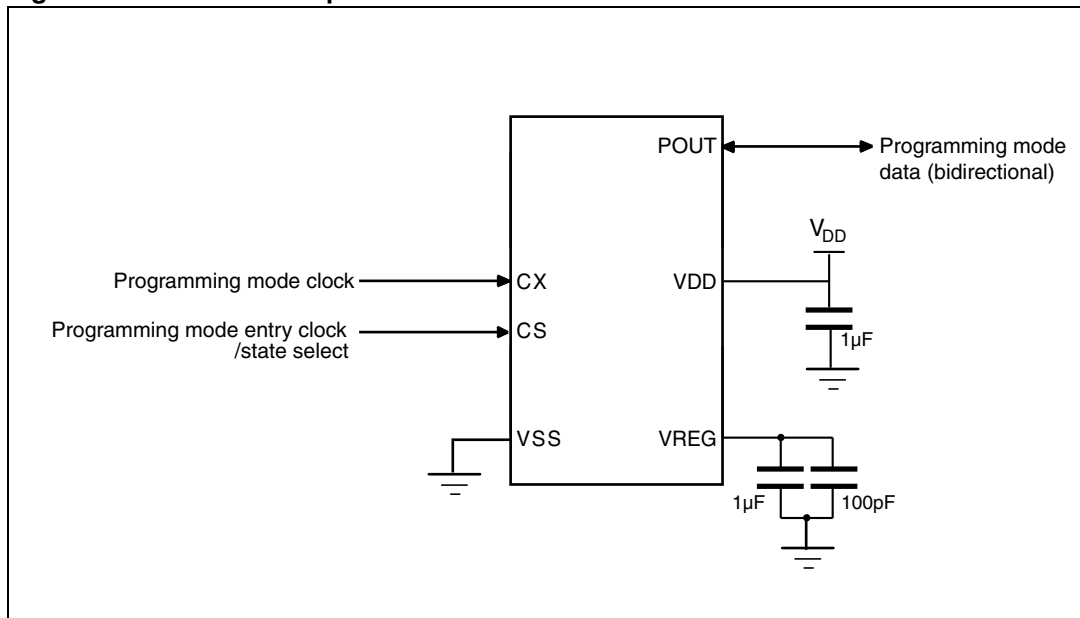 POUT
Programming mode
data (bidirectional)
VDD
Programming mode clock
CX
VDD
Programming mode entry clock
/state select
CS
1µF
VSS
VREG
1µF
100pF